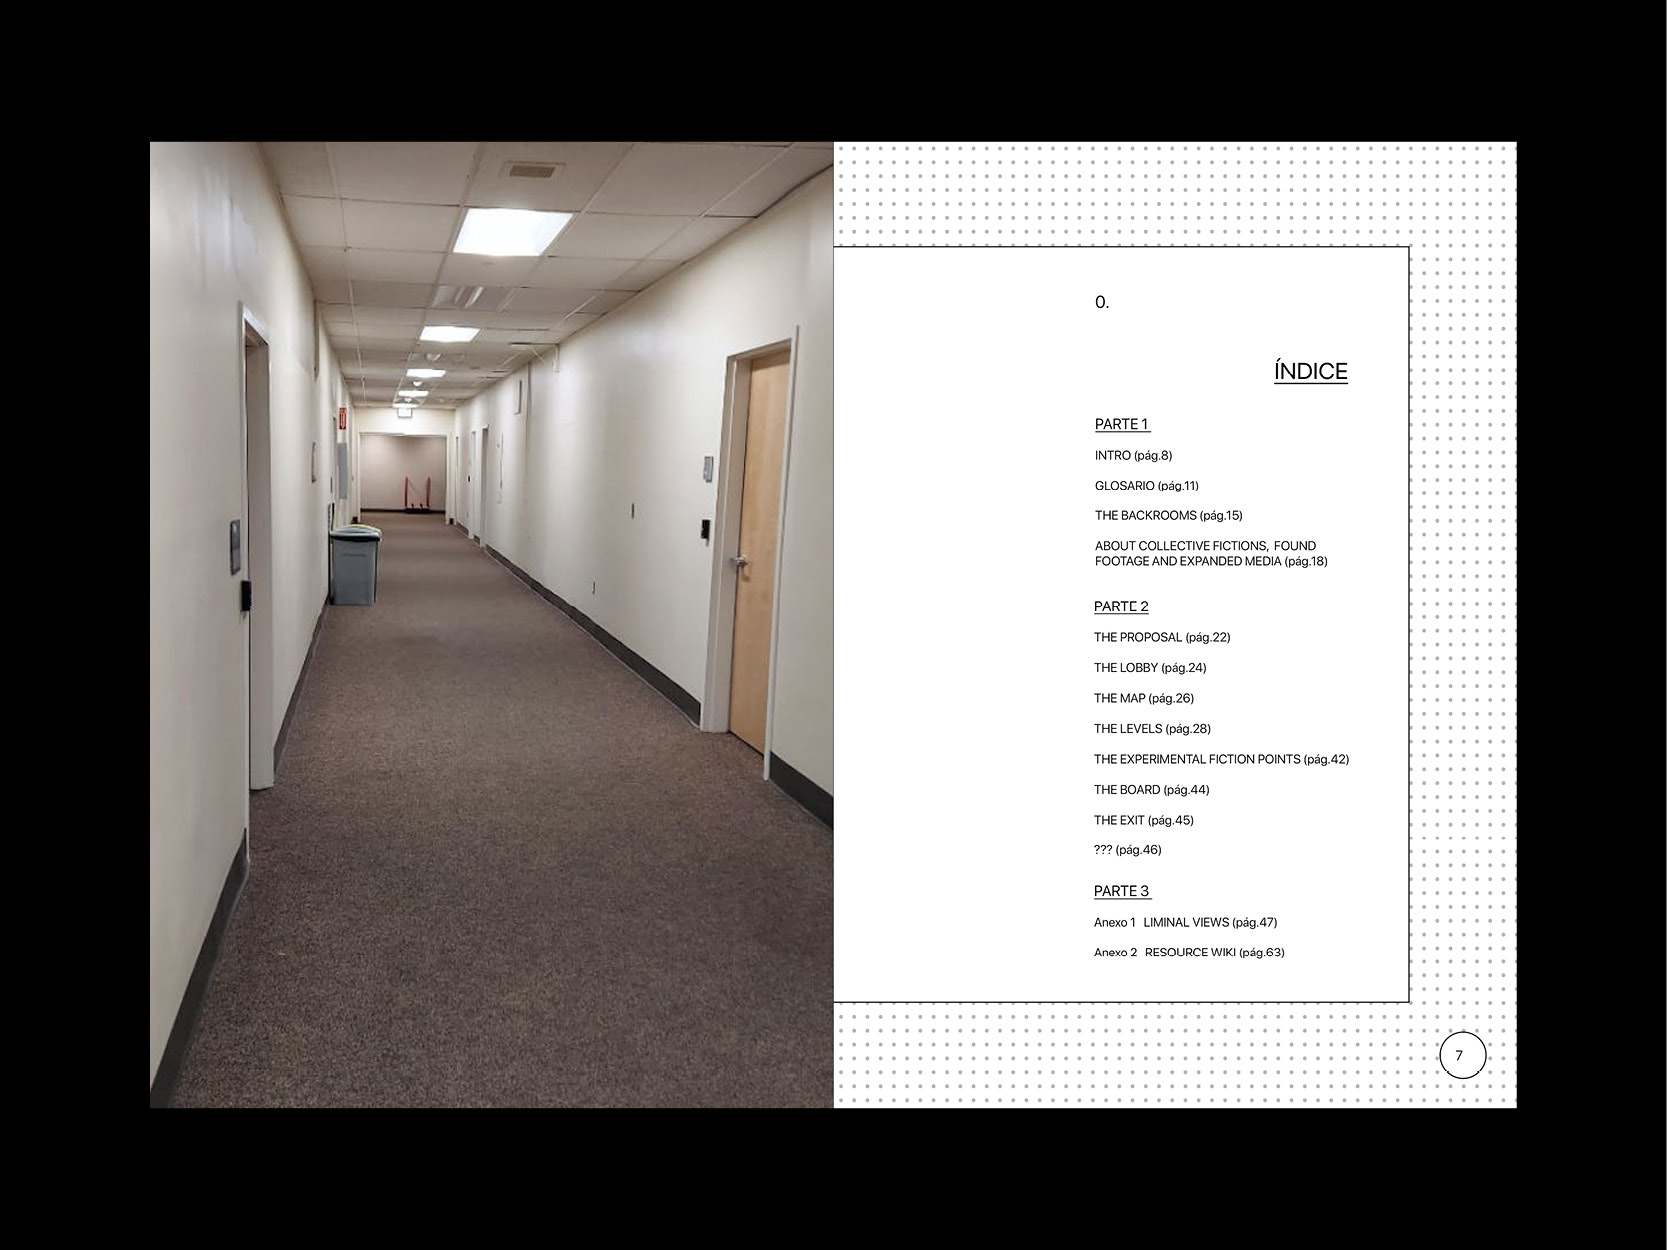 0.
ÍNDICE
PARTE 1
INTRO (pág.8)
GLOSARIO (pág.11)
THE BACKROOMS (pág.15)
ABOUT COLLECTIVE FICTIONS, FOUND
FOOTAGE AND EXPANDED MEDIA (pág.18)
PARTE 2
THE PROPOSAL (pág.22)
THE LOBBY (pág.24)
THE MAP (pág.26)
THE LEVELS (pág.28)
THE EXPERIMENTAL FICTION POINTS (pág.42)
THE BOARD (pág.44)
THE EXIT (pág.45)
??? (pág.46)
PARTE 3
Anexo 1 LIMINAL VIEWS (pág.47)
Anexo 2 RESOURCE WIKI (pág.63)
7